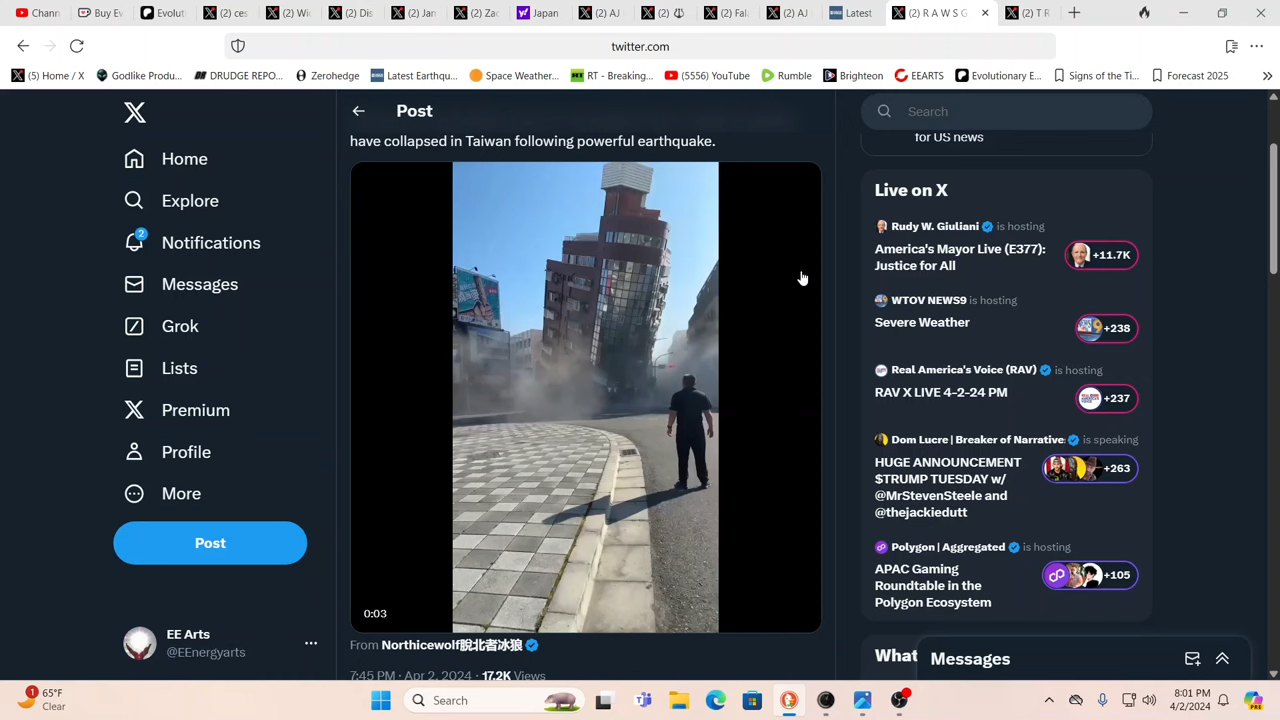 Chann
Buy Ev
Evolut
(2) ces
(2) Wi
(2) Dis
(2) Jar
(2) Zac
Japan
(2) AJ
(2)
(2) Fal
(2) AJ
Latest
(2) R A W S G
(2) T R
twitter.com
(5) Home / X
Godlike Produ...
DRUDGE REPO...
Zerohedge
Latest Earthqu...
Space Weather...
RT - Breaking...
(5556) YouTube
Rumble
Brighteon
EEARTS
Evolutionary E...
Signs of the Ti...
Forecast 2025
Home
Explore
2
Notifications
Messages
Grok
Lists
Premium
Profile
More
Post
EE Arts
@EEnergyarts
Post
have collapsed in Taiwan following powerful earthquake.
0:03
From Northicewolf脫北者冰狼
7:45 PM · Apr 2, 2024 · 17.2K Views
Search
for US news
Live on X
Rudy W. Giuliani is hosting
America's Mayor Live (E377):
Justice for All
+11.7K
WTOV NEWS9 is hosting
Severe Weather
+238
Real America's Voice (RAV) is hosting
RAV X LIVE 4-2-24 PM
+237
Dom Lucre | Breaker of Narrative is speaking
HUGE ANNOUNCEMENT
$TRUMP TUESDAY w/
@MrStevenSteele and
@thejackiedutt
+263
Polygon | Aggregated is hosting
APAC Gaming
Roundtable in the
Polygon Ecosystem
+105
What
Messages
1
65°F
Clear
Search
8:01 PM
4/2/2024